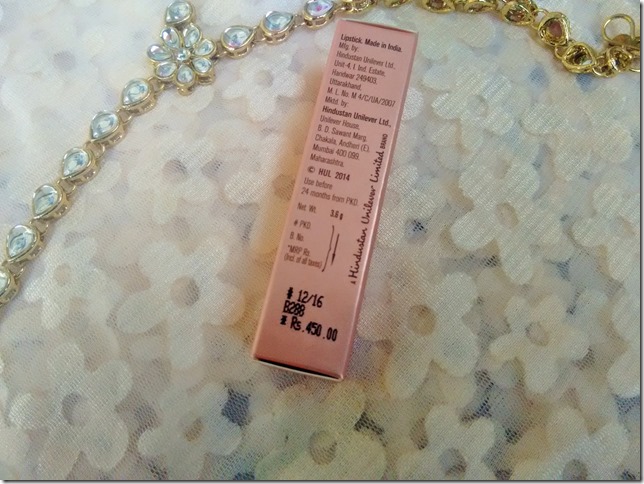 Lipstick. Made in India.
Mfg. by:
Hindustan Unilever Ltd.,
Unit-4, I. Ind. Estate,
Haridwar 249403,
Uttarakhand.
M. L. No. M 4/C/UA/2007
Mktd. by
Hindustan Unilever Ltd.,
Unilever House,
B. D. Sawant Marg,
Chakala, Andheri (E),
Mumbai 400 099,
Maharashtra.
© HUL 2014
Use before
24 months from PKD.
Net. Wt. 3.6 g
# PKD.
B. No.
*MRP Rs.
(Incl. of all taxes)
# 12/16
B288
* Rs.450.00
A Hindustan Unilever Limited BRAND